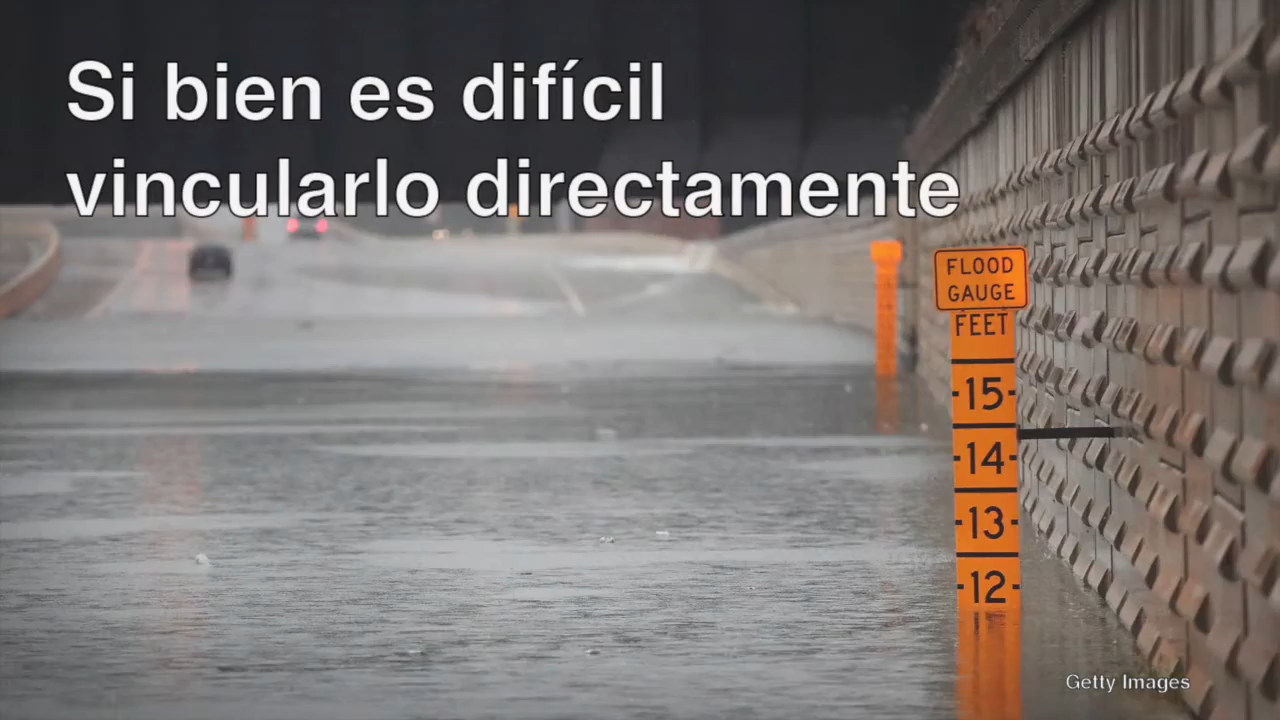 Si bien es difícil
vincularlo directamente
FLOOD
GAUGE
FEET
15
14
13
12
Getty Images